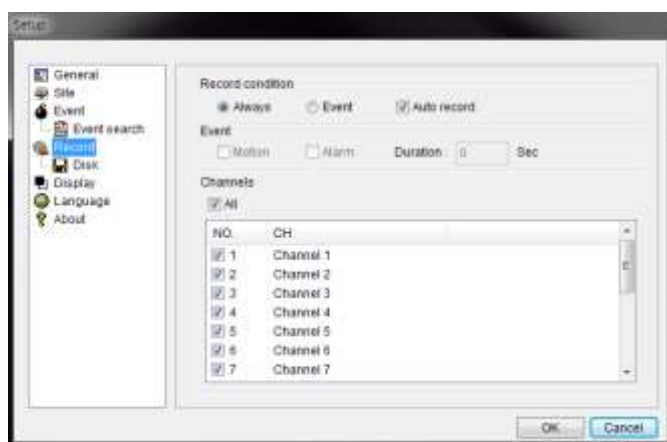 Setup
General
Site
Event
Event search
Record
Disk
Display
Language
About
Record condition
Always Event Auto record
Event
Motion Alarm Duration 0 Sec
Channels
All
NO. CH
1 Channel 1
2 Channel 2
3 Channel 3
4 Channel 4
5 Channel 5
6 Channel 6
7 Channel 7
OK Cancel